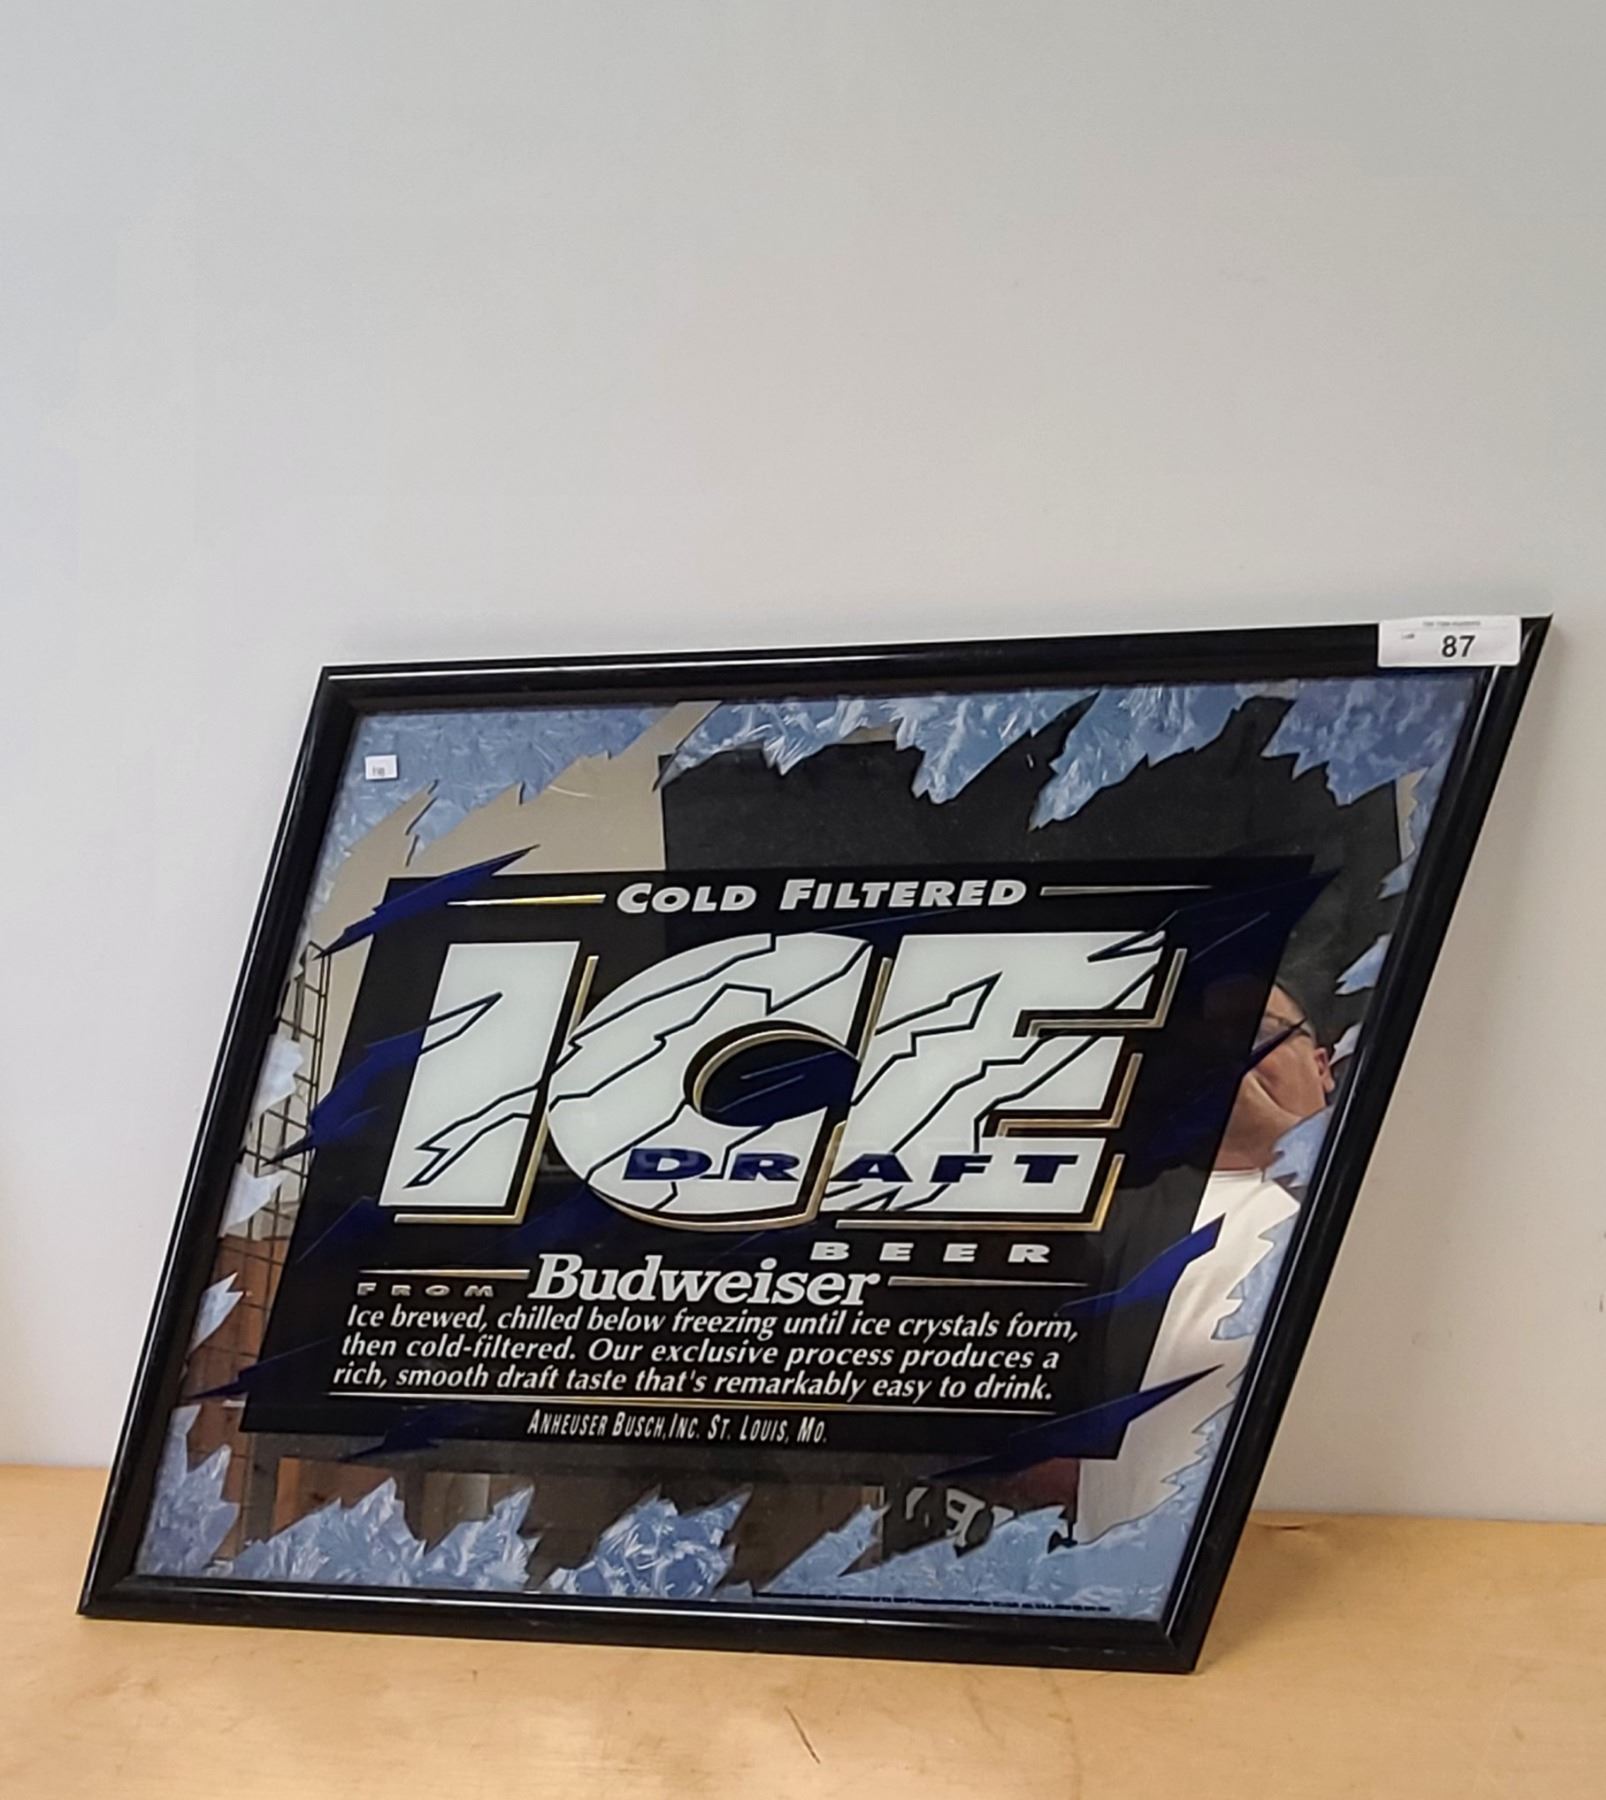 87
COLD FILTERED
ICE
DRAFT
BEER
FROM Budweiser
Ice brewed, chilled below freezing until ice crystals form,
then cold-filtered. Our exclusive process produces a
rich, smooth draft taste that's remarkably easy to drink.
ANHEUSER BUSCH, INC. ST. LOUIS, MO.